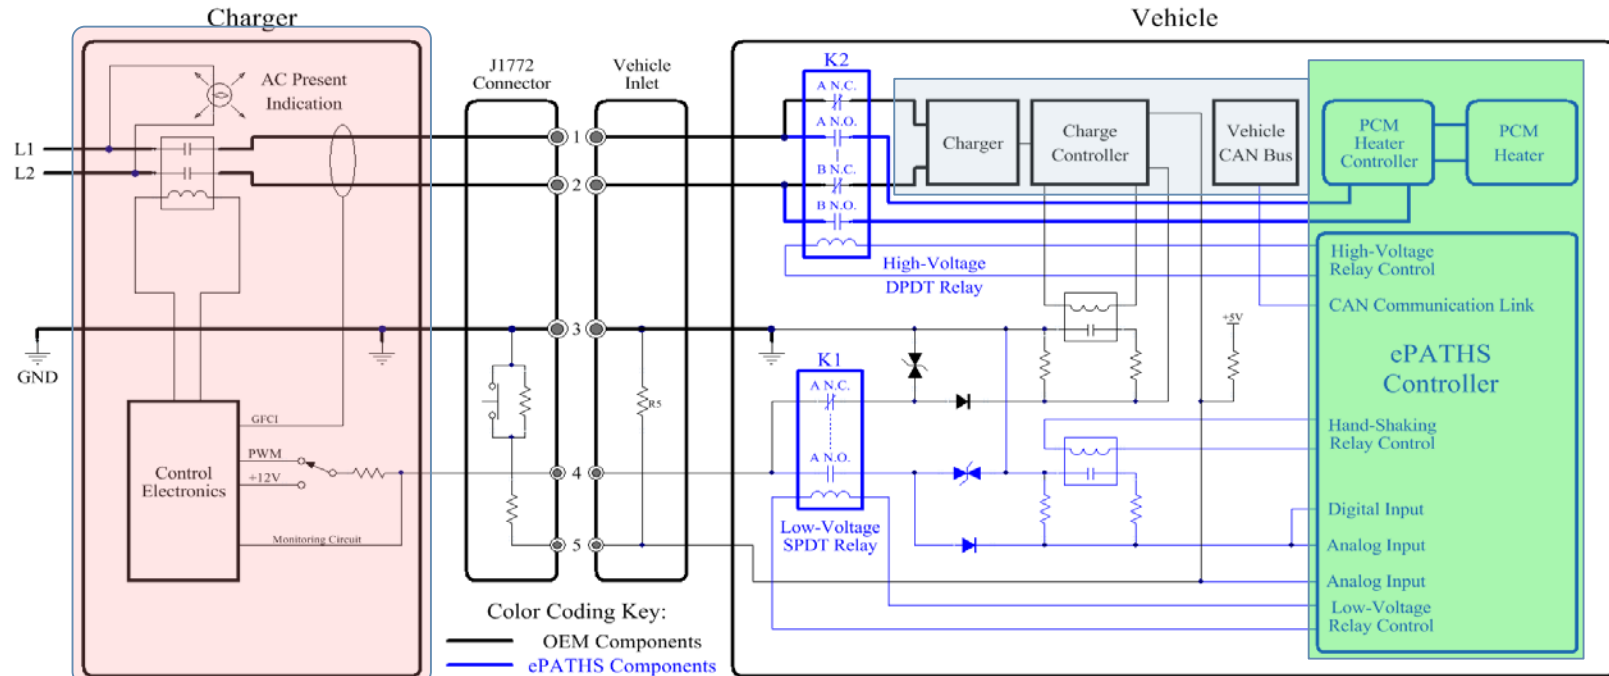 Charger
Vehicle
AC Present
Indication
L1
L2
GND
GFCI
PWM
+12V
Control
Electronics
Monitoring Circuit
J1772
Connector
Vehicle
Inlet
1
2
3
4
5
R5
K2
A N.C.
A N.O.
B N.C.
B N.O.
High-Voltage
DPDT Relay
Charger
Charge
Controller
Vehicle
CAN Bus
PCM
Heater
Controller
PCM
Heater
K1
A N.C.
A N.O.
Low-Voltage
SPDT Relay
+5V
High-Voltage
Relay Control
CAN Communication Link
ePATHS
Controller
Hand-Shaking
Relay Control
Digital Input
Analog Input
Analog Input
Low-Voltage
Relay Control
Color Coding Key:
OEM Components
ePATHS Components